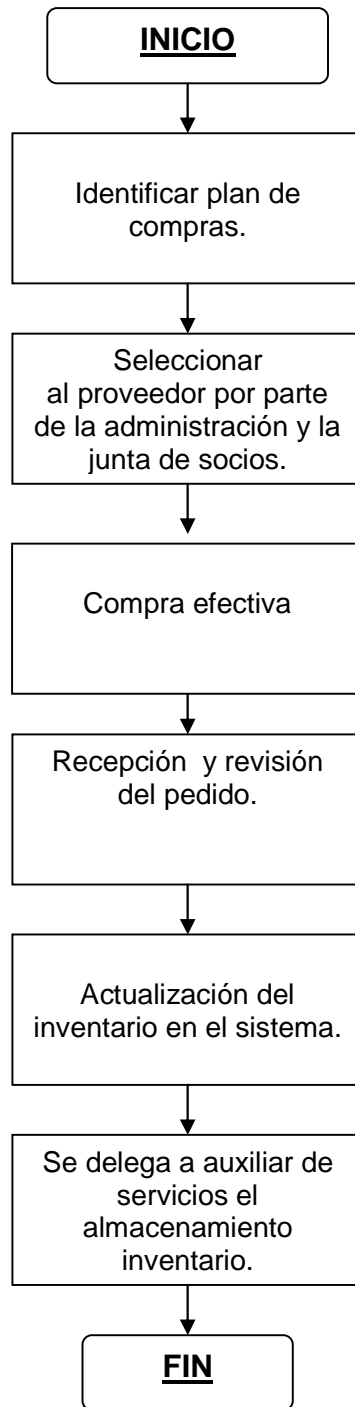 INICIO
Identificar plan de
compras.
Seleccionar
al proveedor por parte
de la administración y la
junta de socios.
Compra efectiva
Recepción y revisión
del pedido.
Actualización del
inventario en el sistema.
Se delega a auxiliar de
servicios el
almacenamiento
inventario.
FIN